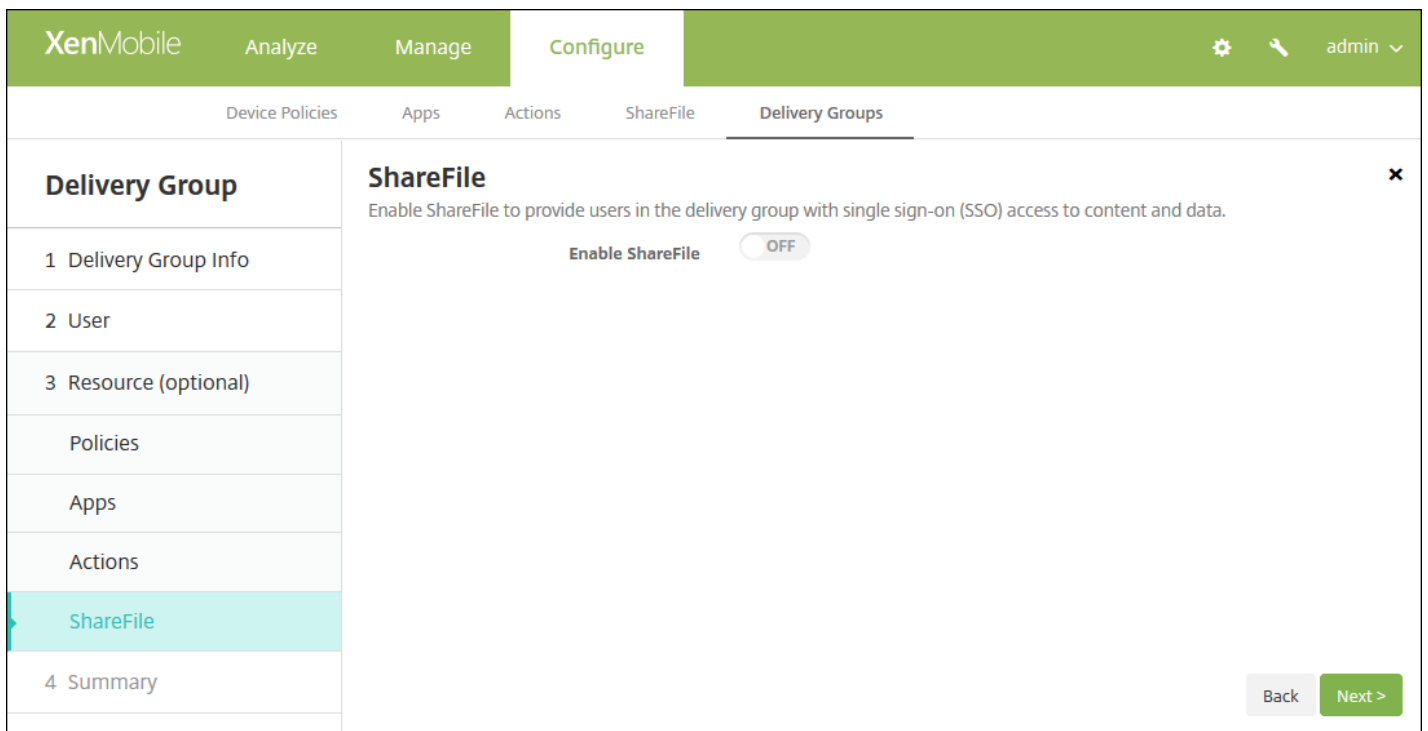 XenMobile Analyze Manage Configure admin
Device Policies Apps Actions ShareFile Delivery Groups
Delivery Group
1 Delivery Group Info
2 User
3 Resource (optional)
Policies
Apps
Actions
ShareFile
4 Summary
ShareFile
Enable ShareFile to provide users in the delivery group with single sign-on (SSO) access to content and data.
Enable ShareFile OFF
Back Next >